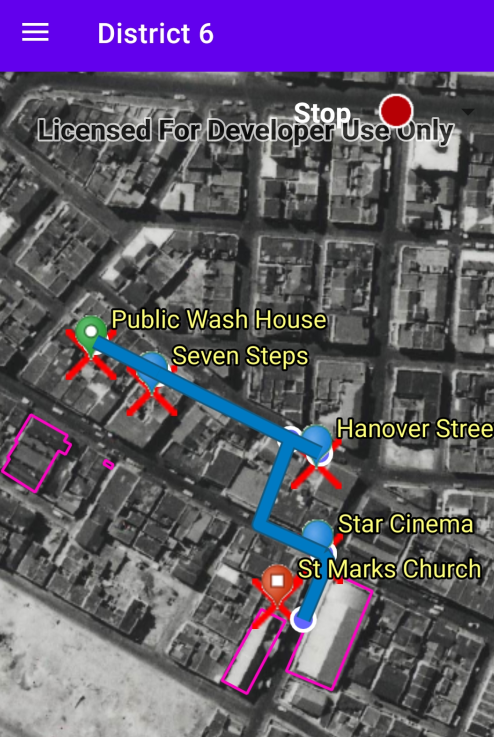 District 6
Stop
Licensed For Developer Use Only
Public Wash House
Seven Steps
Hanover Stree
Star Cinema
St Marks Church